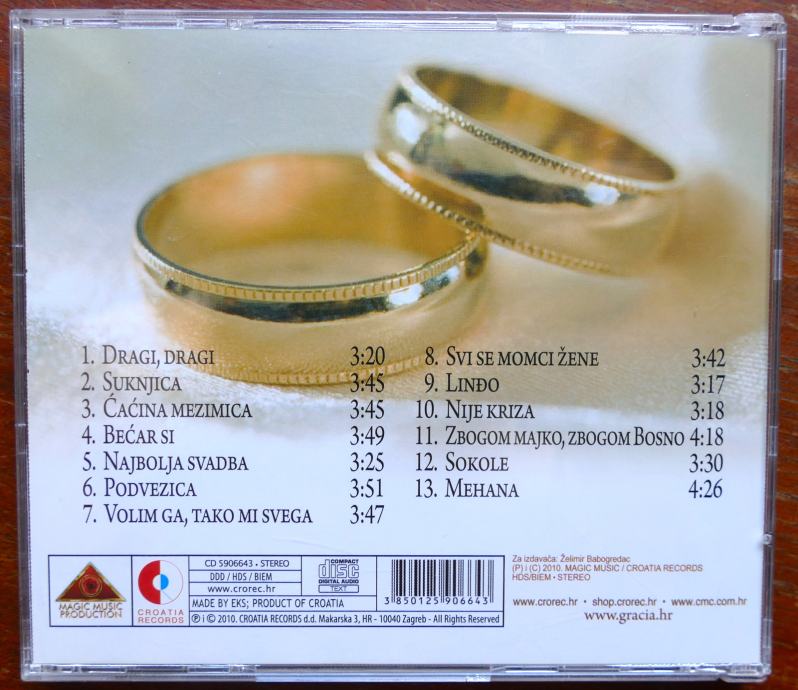 1. Dragi, dragi 3:20
2. Suknjica 3:45
3. Ćaćina mezimica 3:45
4. Bećar si 3:49
5. Najbolja svadba 3:25
6. Podvezica 3:51
7. Volim ga, tako mi svega 3:47
8. Svi se momci žene 3:42
9. Linđo 3:17
10. Nije kriza 3:18
11. Zbogom majko, zbogom Bosno 4:18
12. Sokole 3:30
13. Mehana 4:26
MAGIC MUSIC
PRODUCTION
CROATIA
RECORDS
CD 5906643 • STEREO
DDD / HDS / BIEM
www.crorec.hr
MADE BY EKS; PRODUCT OF CROATIA
℗ i © 2010. CROATIA RECORDS d.d. Makarska 3, HR - 10040 Zagreb - All Rights Reserved
COMPACT
disc
DIGITAL AUDIO
TEXT
3 850125 906643
Za izdavača: Želimir Babogredac
(P) i (C) 2010. MAGIC MUSIC / CROATIA RECORDS
HDS/BIEM • STEREO
www.crorec.hr • shop.crorec.hr • www.cmc.com.hr
www.gracia.hr